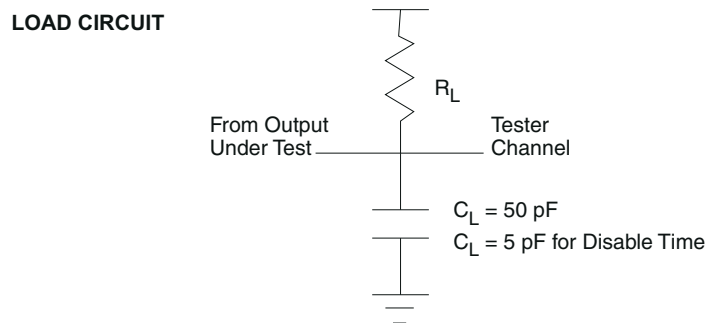 LOAD CIRCUIT
RL
From Output
Under Test
Tester
Channel
CL = 50 pF
CL = 5 pF for Disable Time